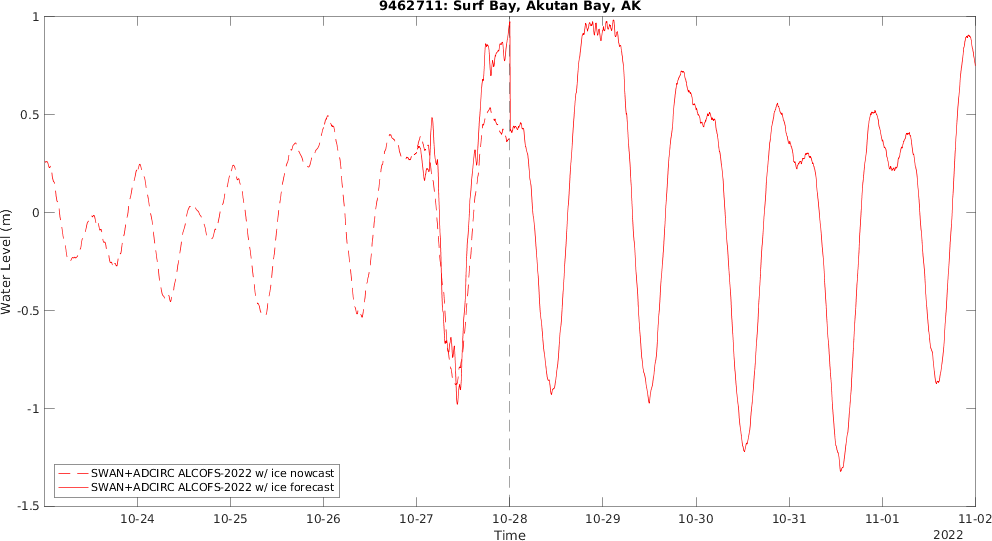 9462711: Surf Bay, Akutan Bay, AK
Water Level (m)
1
0.5
0
-0.5
-1
-1.5
SWAN+ADCIRC ALCOFS-2022 w/ ice nowcast
SWAN+ADCIRC ALCOFS-2022 w/ ice forecast
10-24 10-25 10-26 10-27 10-28 10-29 10-30 10-31 11-01 11-02
Time
2022